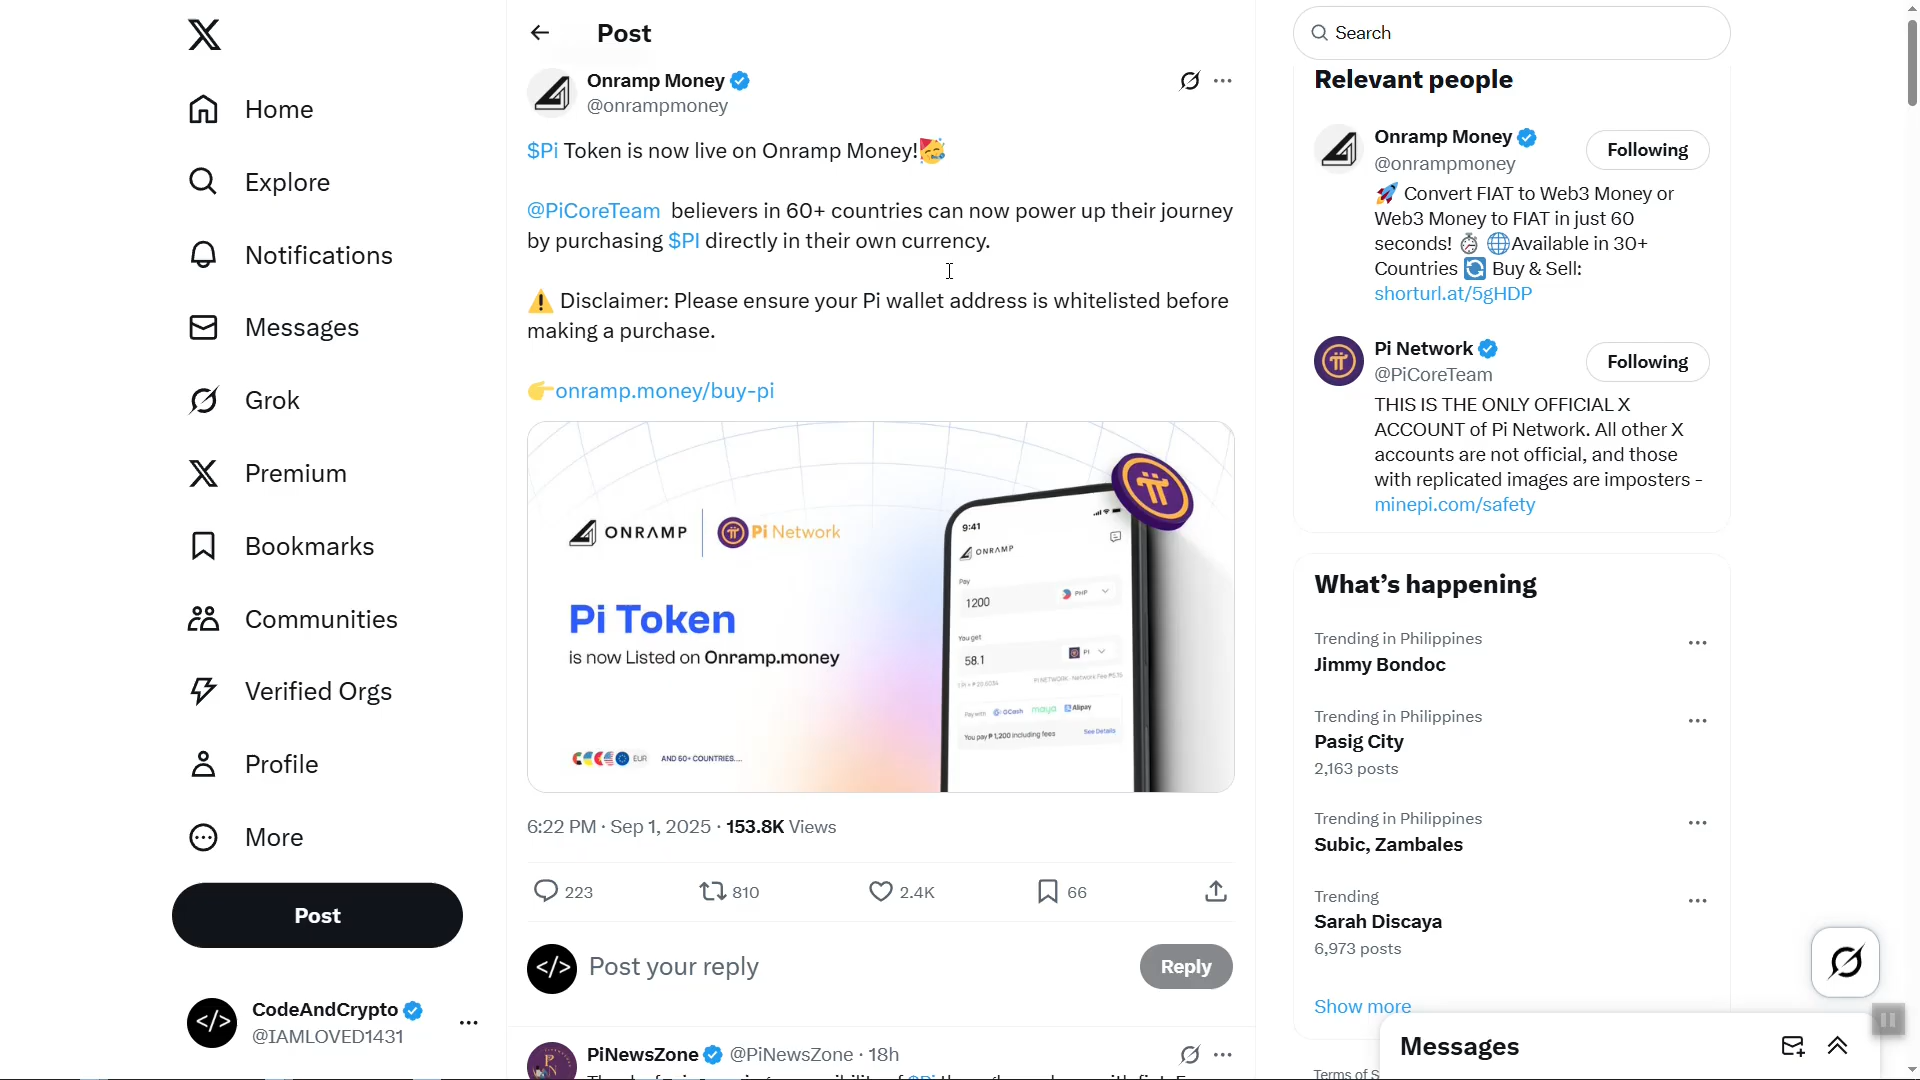 Home
Explore
Notifications
Messages
Grok
Premium
Bookmarks
Communities
Verified Orgs
Profile
More
Post
CodeAndCrypto
@IAMLOVED1431
Post
Onramp Money
@onrampmoney
$Pi Token is now live on Onramp Money!
@PiCoreTeam believers in 60+ countries can now power up their journey
by purchasing $PI directly in their own currency.
Disclaimer: Please ensure your Pi wallet address is whitelisted before
making a purchase.
onramp.money/buy-pi
ONRAMP
Pi Network
Pi Token
is now Listed on Onramp.money
EUR AND 60+ COUNTRIES....
9:41
ONRAMP
Pay
1200 PHP
You get
58.1 PI
Pay with GCash maya Alipay
You pay ₱ 1,200 including fees See Details
6:22 PM · Sep 1, 2025 · 153.8K Views
223 810 2.4K 66
Post your reply
Reply
PiNewsZone @PiNewsZone · 18h
Search
Relevant people
Onramp Money
@onrampmoney
Following
Convert FIAT to Web3 Money or
Web3 Money to FIAT in just 60
seconds! Available in 30+
Countries Buy & Sell:
shorturl.at/5gHDP
Pi Network
@PiCoreTeam
Following
THIS IS THE ONLY OFFICIAL X
ACCOUNT of Pi Network. All other X
accounts are not official, and those
with replicated images are imposters -
minepi.com/safety
What's happening
Trending in Philippines
Jimmy Bondoc
Trending in Philippines
Pasig City
2,163 posts
Trending in Philippines
Subic, Zambales
Trending
Sarah Discaya
6,973 posts
Show more
Messages